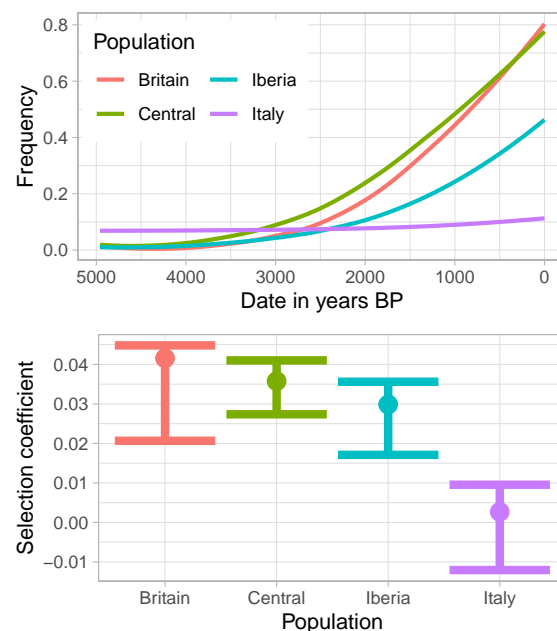 0.8
0.6
0.4
0.2
0.0
Frequency
Population
Britain
Iberia
Central
Italy
5000 4000 3000 2000 1000 0
Date in years BP
0.04
0.03
0.02
0.01
0.00
−0.01
Selection coefficient
Britain Central Iberia Italy
Population